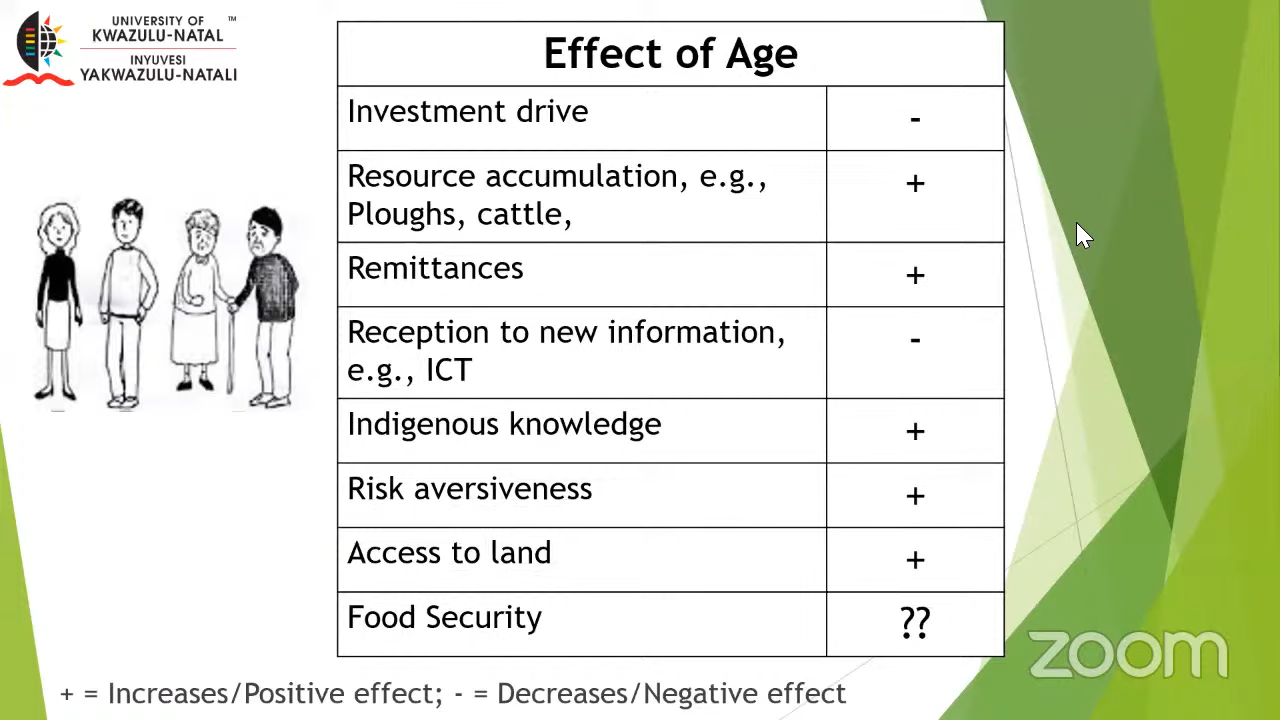 UNIVERSITY OF ™
KWAZULU-NATAL
INYUVESI
YAKWAZULU-NATALI
Effect of Age
Investment drive -
Resource accumulation, e.g., +
Ploughs, cattle,
Remittances +
Reception to new information, -
e.g., ICT
Indigenous knowledge +
Risk aversiveness +
Access to land +
Food Security ??
+ = Increases/Positive effect; - = Decreases/Negative effect
zoom